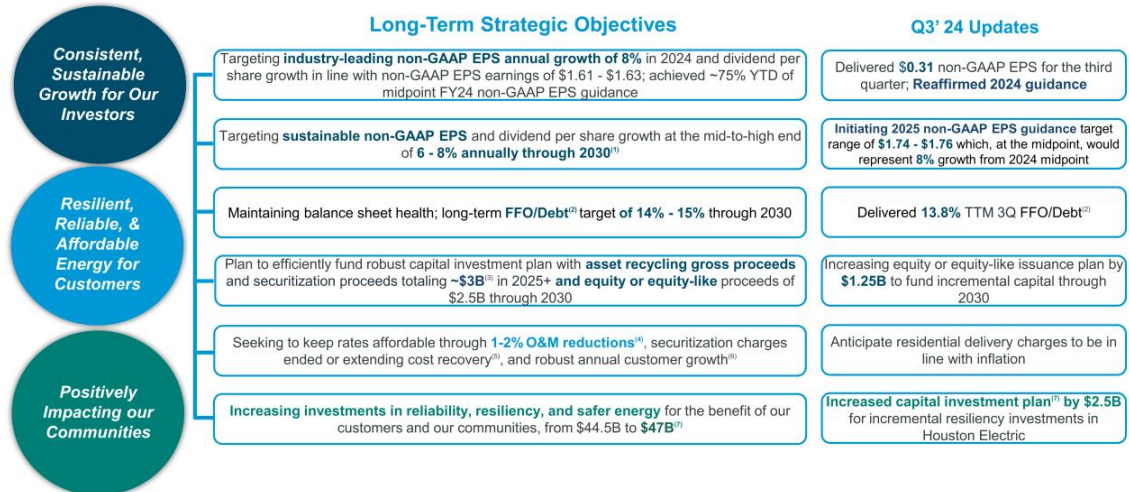 Long-Term Strategic Objectives
Q3' 24 Updates
Consistent,
Sustainable
Growth for Our
Investors
Targeting industry-leading non-GAAP EPS annual growth of 8% in 2024 and dividend per
share growth in line with non-GAAP EPS earnings of $1.61 - $1.63; achieved ~75% YTD of
midpoint FY24 non-GAAP EPS guidance
Delivered $0.31 non-GAAP EPS for the third
quarter; Reaffirmed 2024 guidance
Targeting sustainable non-GAAP EPS and dividend per share growth at the mid-to-high end
of 6 - 8% annually through 2030(1)
Initiating 2025 non-GAAP EPS guidance target
range of $1.74 - $1.76 which, at the midpoint, would
represent 8% growth from 2024 midpoint
Resilient,
Reliable, &
Affordable
Energy for
Customers
Maintaining balance sheet health; long-term FFO/Debt(2) target of 14% - 15% through 2030
Delivered 13.8% TTM 3Q FFO/Debt(2)
Plan to efficiently fund robust capital investment plan with asset recycling gross proceeds
and securitization proceeds totaling ~$3B(3) in 2025+ and equity or equity-like proceeds of
$2.5B through 2030
Increasing equity or equity-like issuance plan by
$1.25B to fund incremental capital through
2030
Seeking to keep rates affordable through 1-2% O&M reductions(4), securitization charges
ended or extending cost recovery(5), and robust annual customer growth(6)
Anticipate residential delivery charges to be in
line with inflation
Positively
Impacting our
Communities
Increasing investments in reliability, resiliency, and safer energy for the benefit of our
customers and our communities, from $44.5B to $47B(7)
Increased capital investment plan(7) by $2.5B
for incremental resiliency investments in
Houston Electric